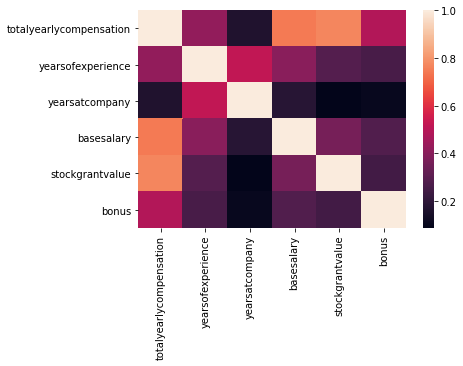 totalyearlycompensation
yearsofexperience
yearsatcompany
basesalary
stockgrantvalue
bonus
totalyearlycompensation
yearsofexperience
yearsatcompany
basesalary
stockgrantvalue
bonus
1.0
0.8
0.6
0.4
0.2